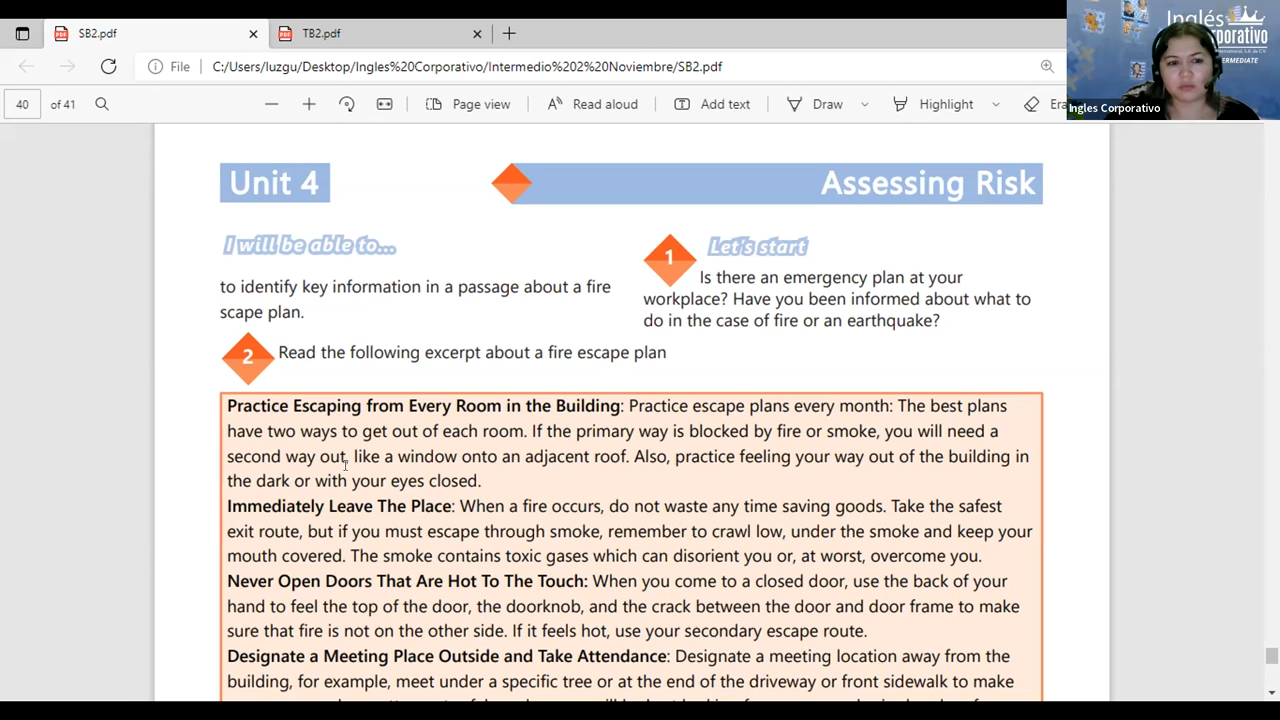 SB2.pdf
TB2.pdf
File
C:/Users/luzgu/Desktop/Ingles%20Corporativo/Intermedio%202%20Noviembre/SB2.pdf
40
of 41
Page view
Read aloud
Add text
Draw
Highlight
Era
Inglés
International, S.A. de C.V.
Ingles Corporativo
Unit 4
Assessing Risk
I will be able to...
to identify key information in a passage about a fire
scape plan.
1
Let's start
Is there an emergency plan at your
workplace? Have you been informed about what to
do in the case of fire or an earthquake?
2
Read the following excerpt about a fire escape plan
Practice Escaping from Every Room in the Building: Practice escape plans every month: The best plans
have two ways to get out of each room. If the primary way is blocked by fire or smoke, you will need a
second way out, like a window onto an adjacent roof. Also, practice feeling your way out of the building in
the dark or with your eyes closed.
Immediately Leave The Place: When a fire occurs, do not waste any time saving goods. Take the safest
exit route, but if you must escape through smoke, remember to crawl low, under the smoke and keep your
mouth covered. The smoke contains toxic gases which can disorient you or, at worst, overcome you.
Never Open Doors That Are Hot To The Touch: When you come to a closed door, use the back of your
hand to feel the top of the door, the doorknob, and the crack between the door and door frame to make
sure that fire is not on the other side. If it feels hot, use your secondary escape route.
Designate a Meeting Place Outside and Take Attendance: Designate a meeting location away from the
building, for example, meet under a specific tree or at the end of the driveway or front sidewalk to make